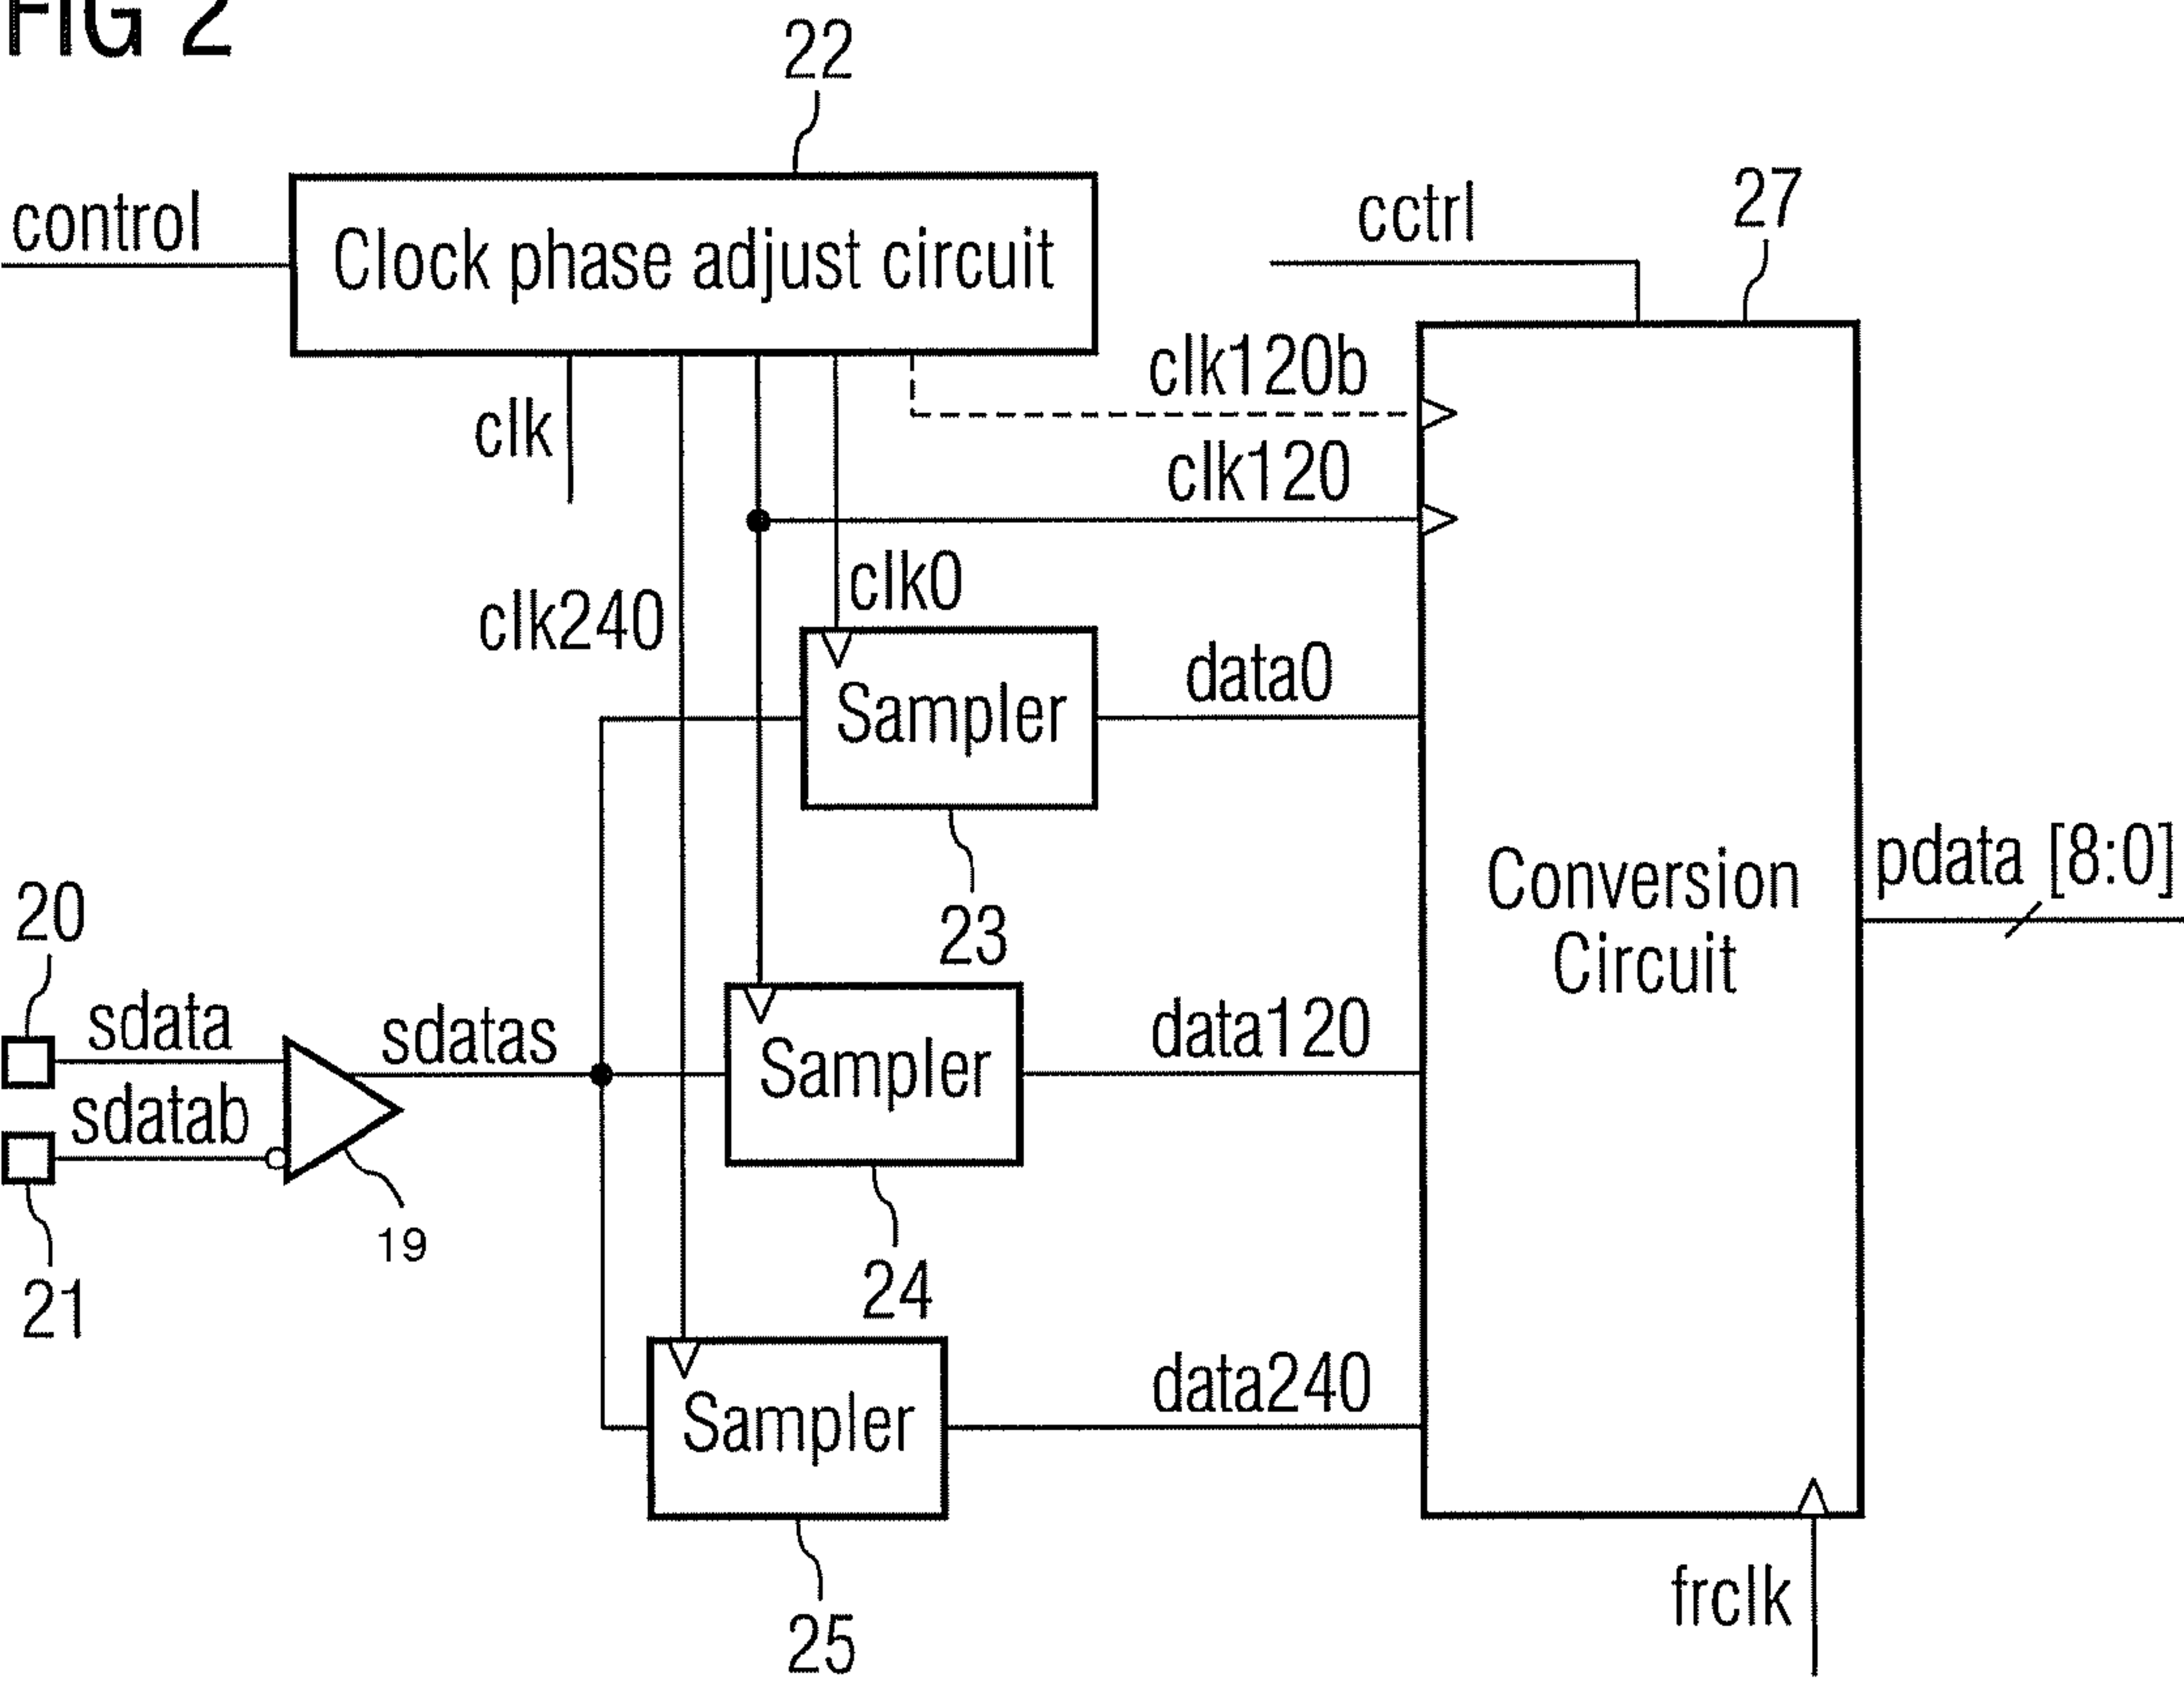 FIG 2
22
control
Clock phase adjust circuit
cctrl
27
clk120b
clk
clk120
clk0
clk240
data0
Sampler
pdata [8:0]
Conversion
Circuit
20
23
sdata
sdatas
data120
Sampler
sdatab
19
24
21
data240
Sampler
frclk
25